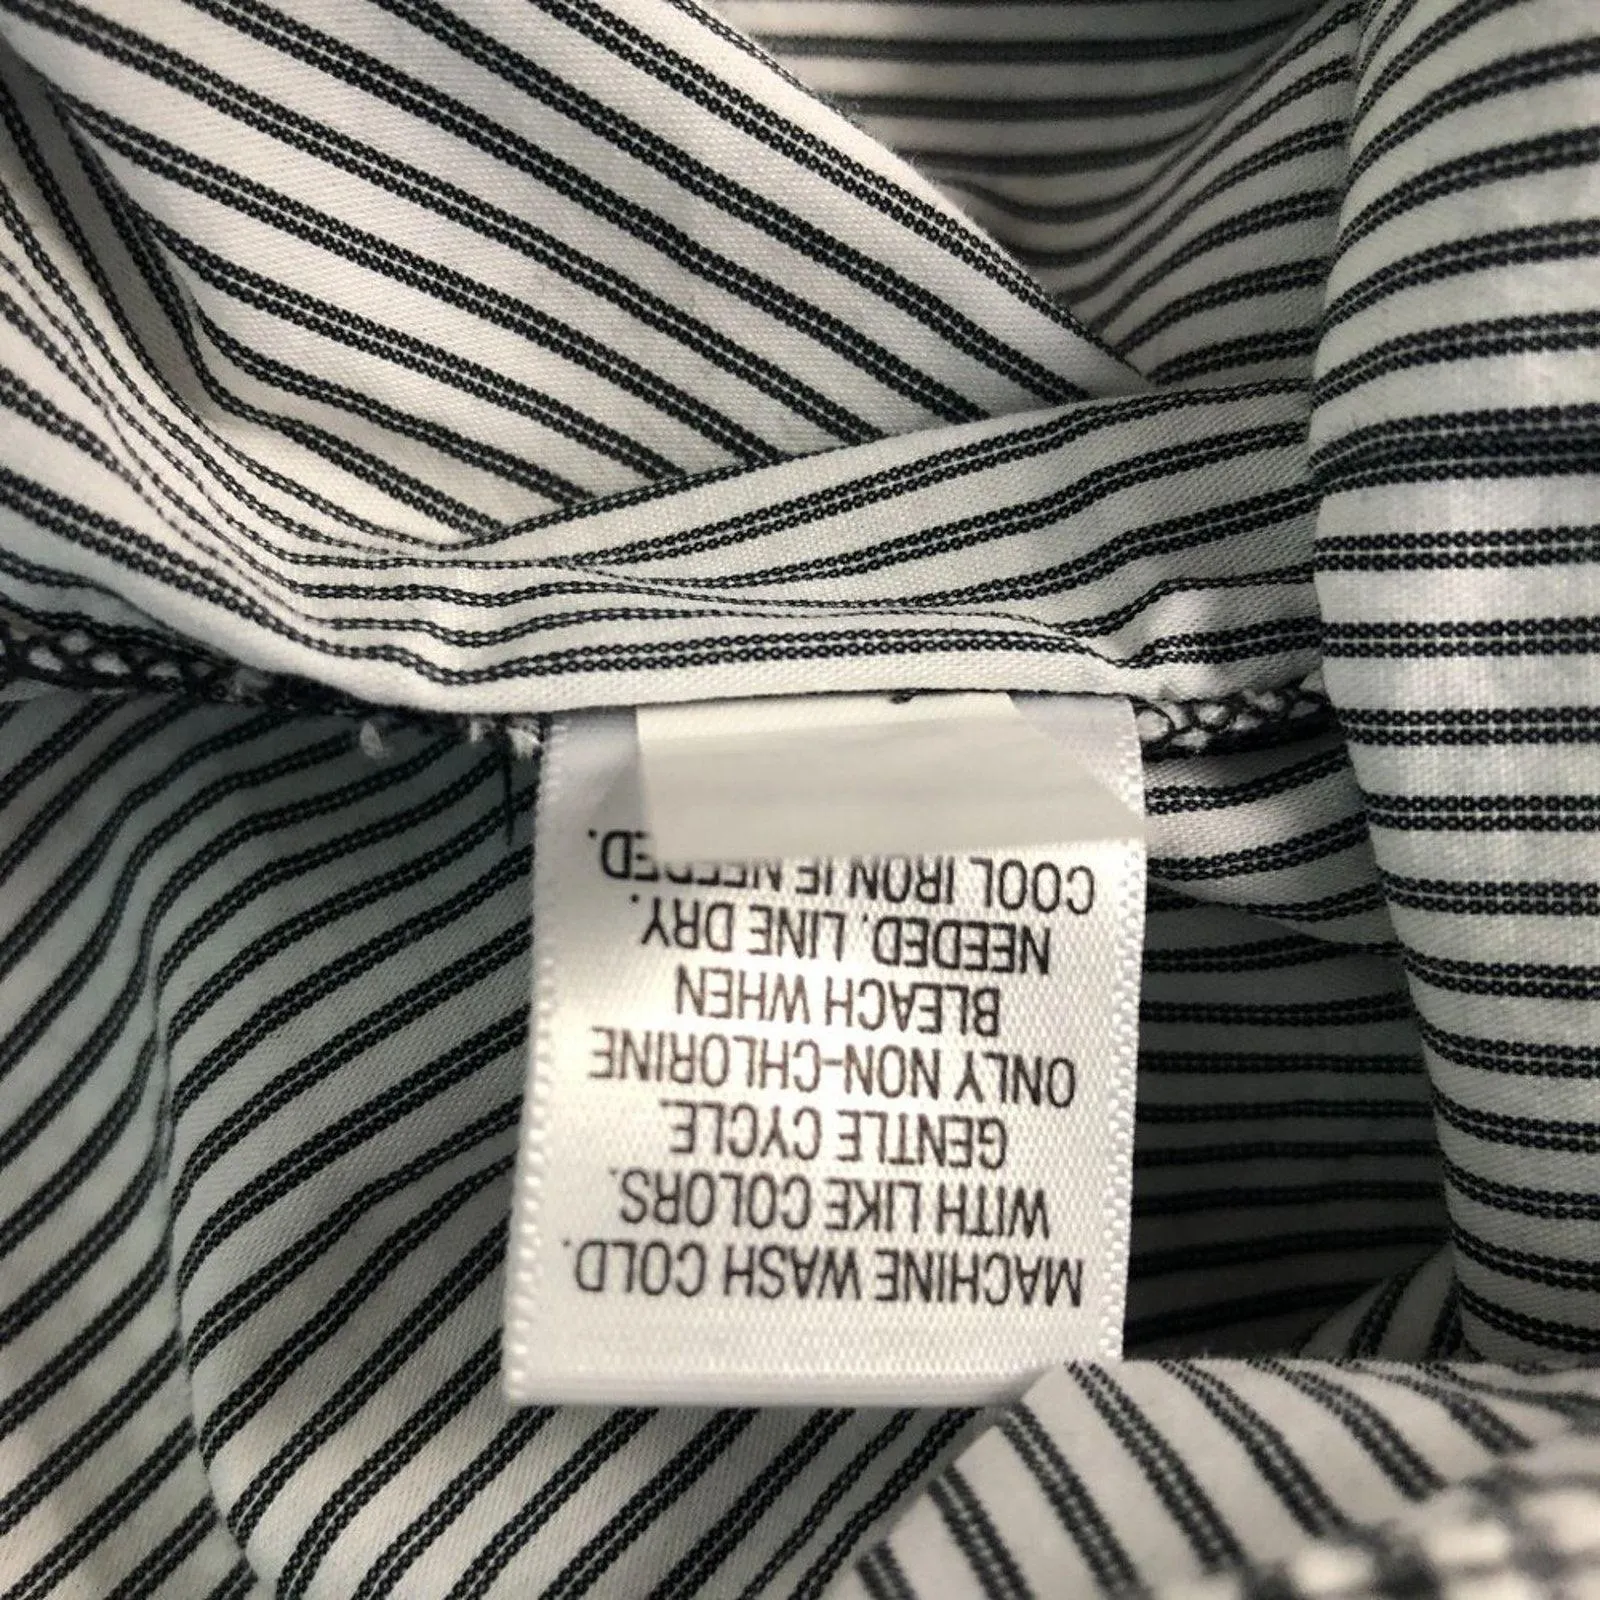 MACHINE WASH COLD.
WITH LIKE COLORS.
GENTLE CYCLE
ONLY NON-CHLORINE
BLEACH WHEN
NEEDED. LINE DRY.
COOL IRON IF NEEDED.